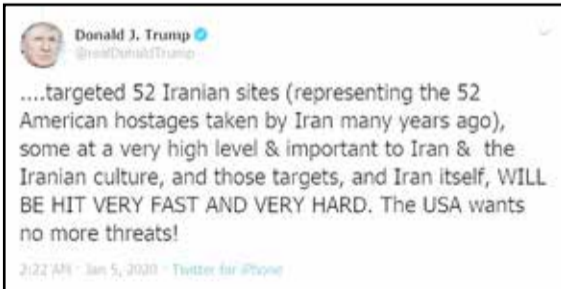 Donald J. Trump
@realDonaldTrump
....targeted 52 Iranian sites (representing the 52
American hostages taken by Iran many years ago),
some at a very high level & important to Iran & the
Iranian culture, and those targets, and Iran itself, WILL
BE HIT VERY FAST AND VERY HARD. The USA wants
no more threats!
2:22 AM · Jan 5, 2020 · Twitter for iPhone